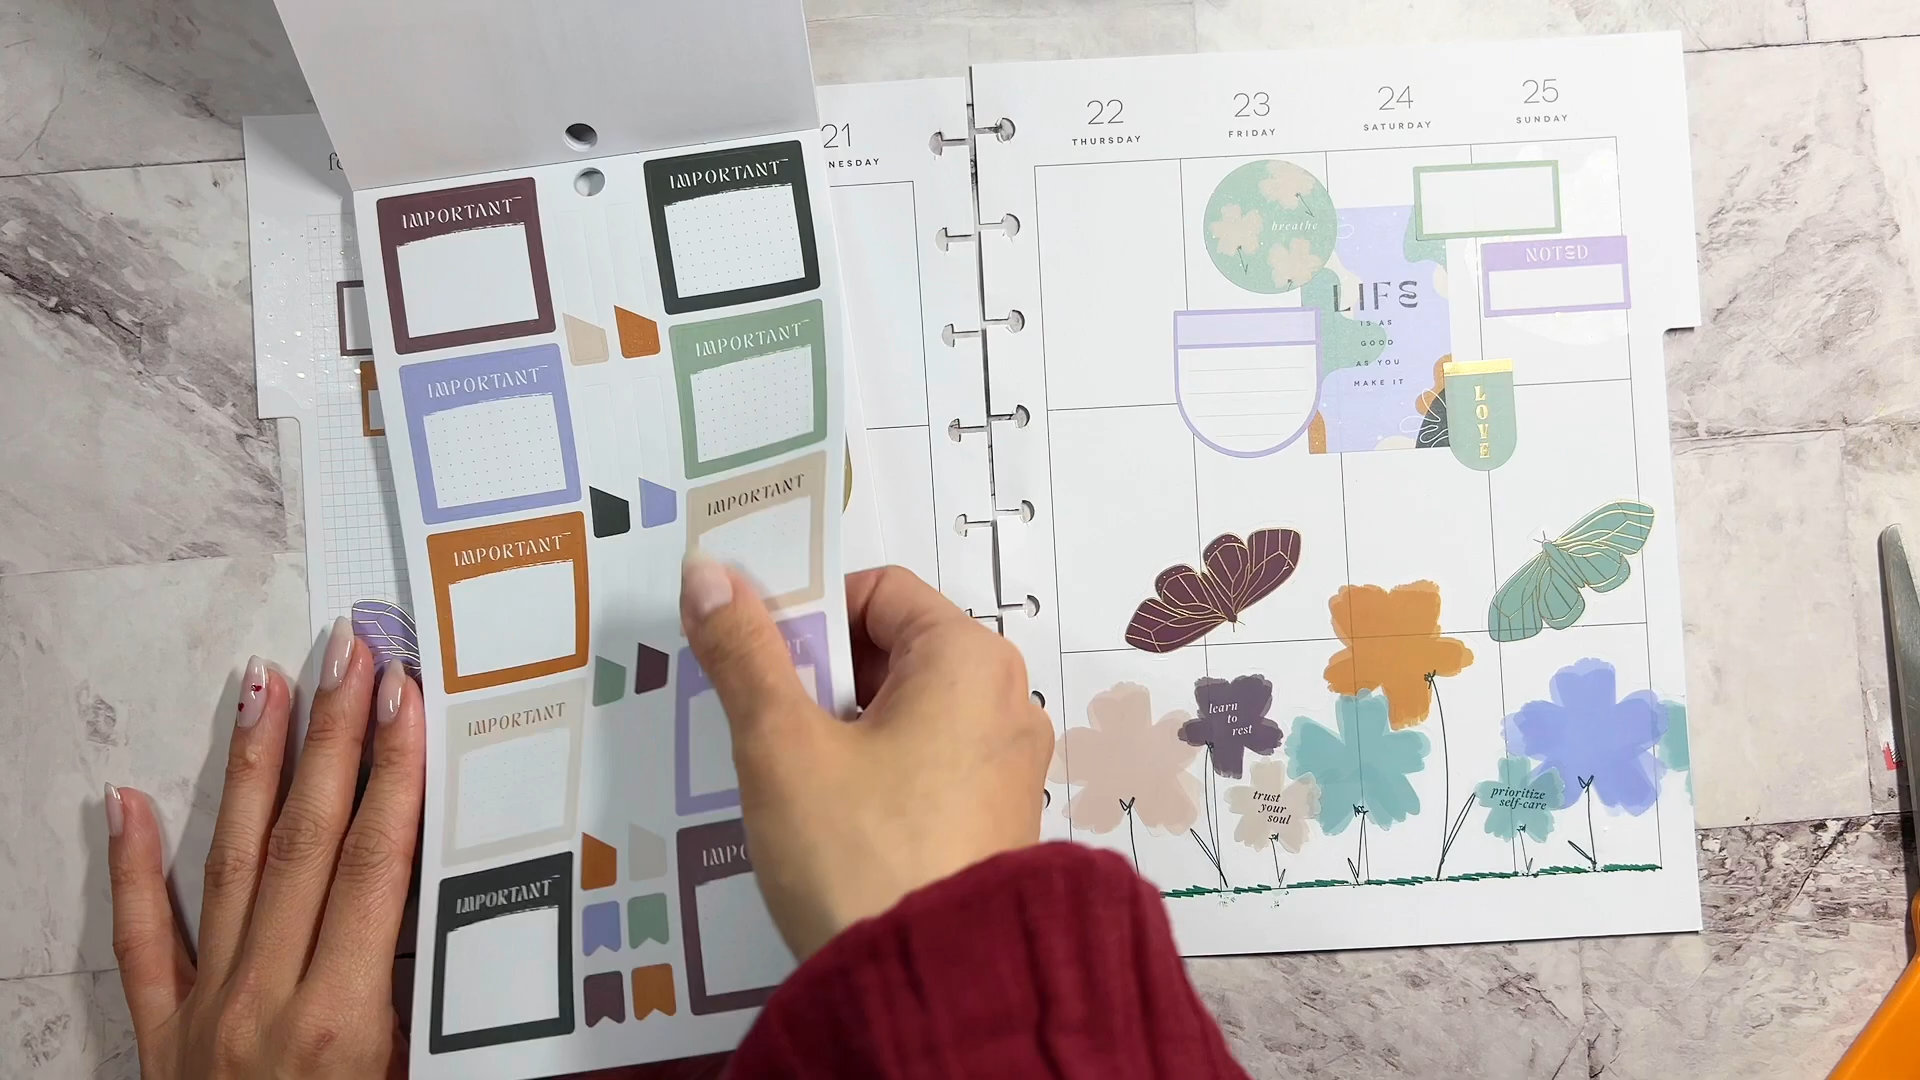 IMPORTANT
IMPORTANT
IMPORTANT
IMPORTANT
IMPORTANT
IMPORTANT
IMPORTANT
IMPORTANT
21
22
THURSDAY
23
FRIDAY
24
SATURDAY
25
SUNDAY
breathe
LIFE
IS AS
GOOD
AS YOU
MAKE IT
NOTED
LOVE
learn
to
rest
trust
your
soul
prioritize
self-care